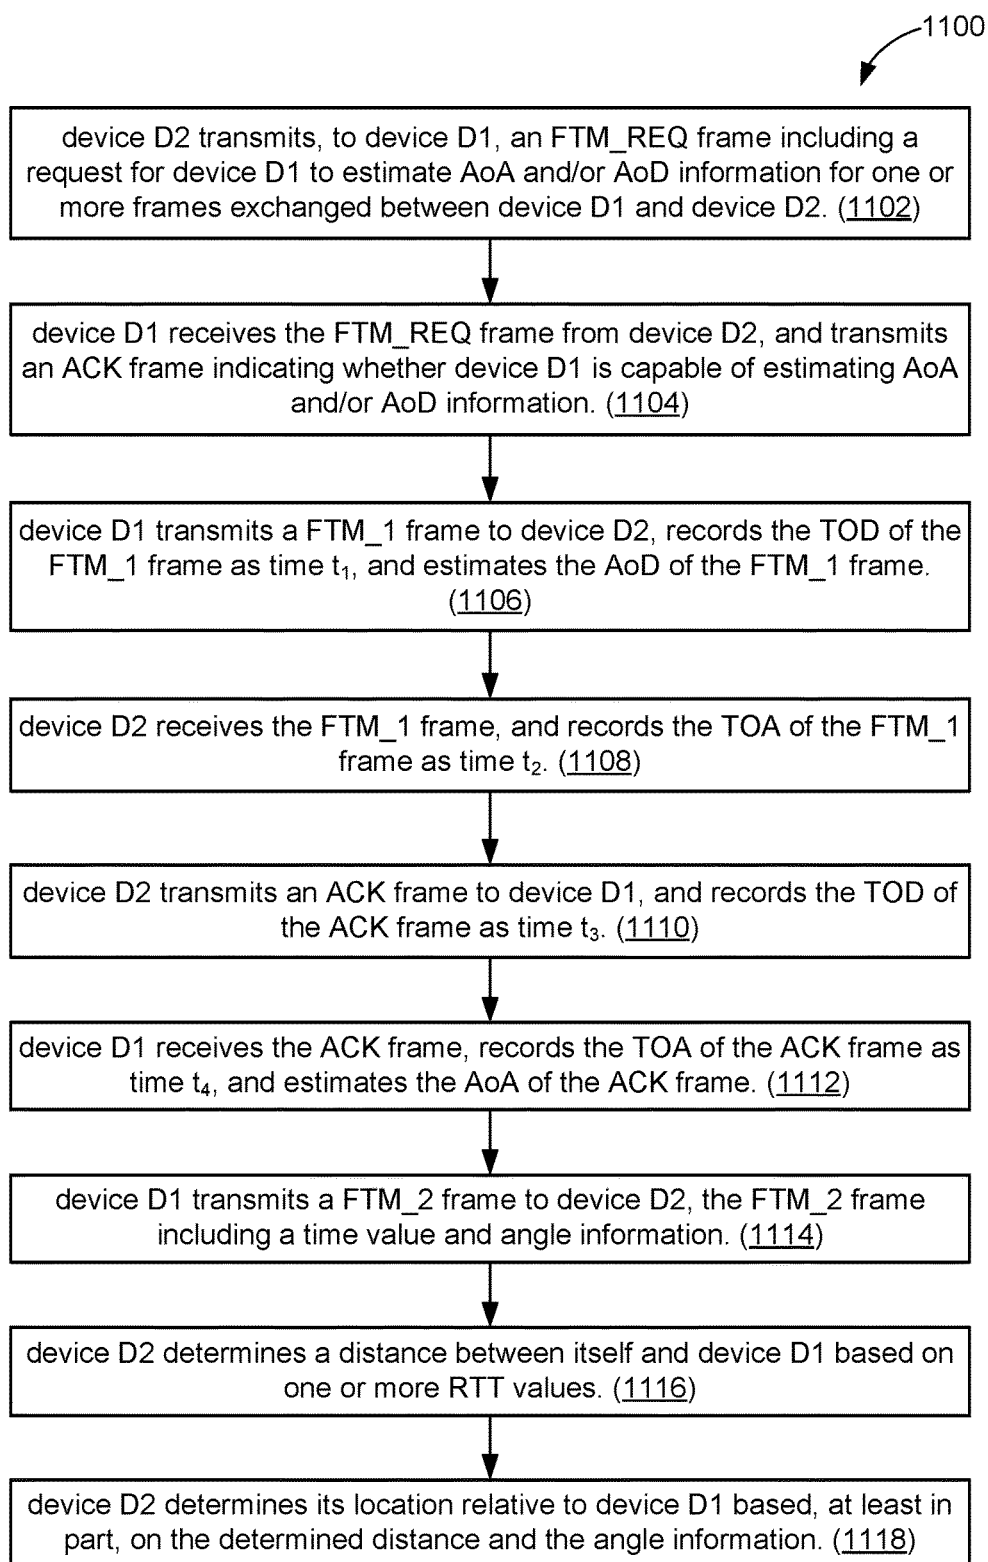 1100
device D2 transmits, to device D1, an FTM_REQ frame including a
request for device D1 to estimate AoA and/or AoD information for one or
more frames exchanged between device D1 and device D2. (1102)
device D1 receives the FTM_REQ frame from device D2, and transmits
an ACK frame indicating whether device D1 is capable of estimating AoA
and/or AoD information. (1104)
device D1 transmits a FTM_1 frame to device D2, records the TOD of the
FTM_1 frame as time t₁, and estimates the AoD of the FTM_1 frame.
(1106)
device D2 receives the FTM_1 frame, and records the TOA of the FTM_1
frame as time t₂. (1108)
device D2 transmits an ACK frame to device D1, and records the TOD of
the ACK frame as time t₃. (1110)
device D1 receives the ACK frame, records the TOA of the ACK frame as
time t₄, and estimates the AoA of the ACK frame. (1112)
device D1 transmits a FTM_2 frame to device D2, the FTM_2 frame
including a time value and angle information. (1114)
device D2 determines a distance between itself and device D1 based on
one or more RTT values. (1116)
device D2 determines its location relative to device D1 based, at least in
part, on the determined distance and the angle information. (1118)